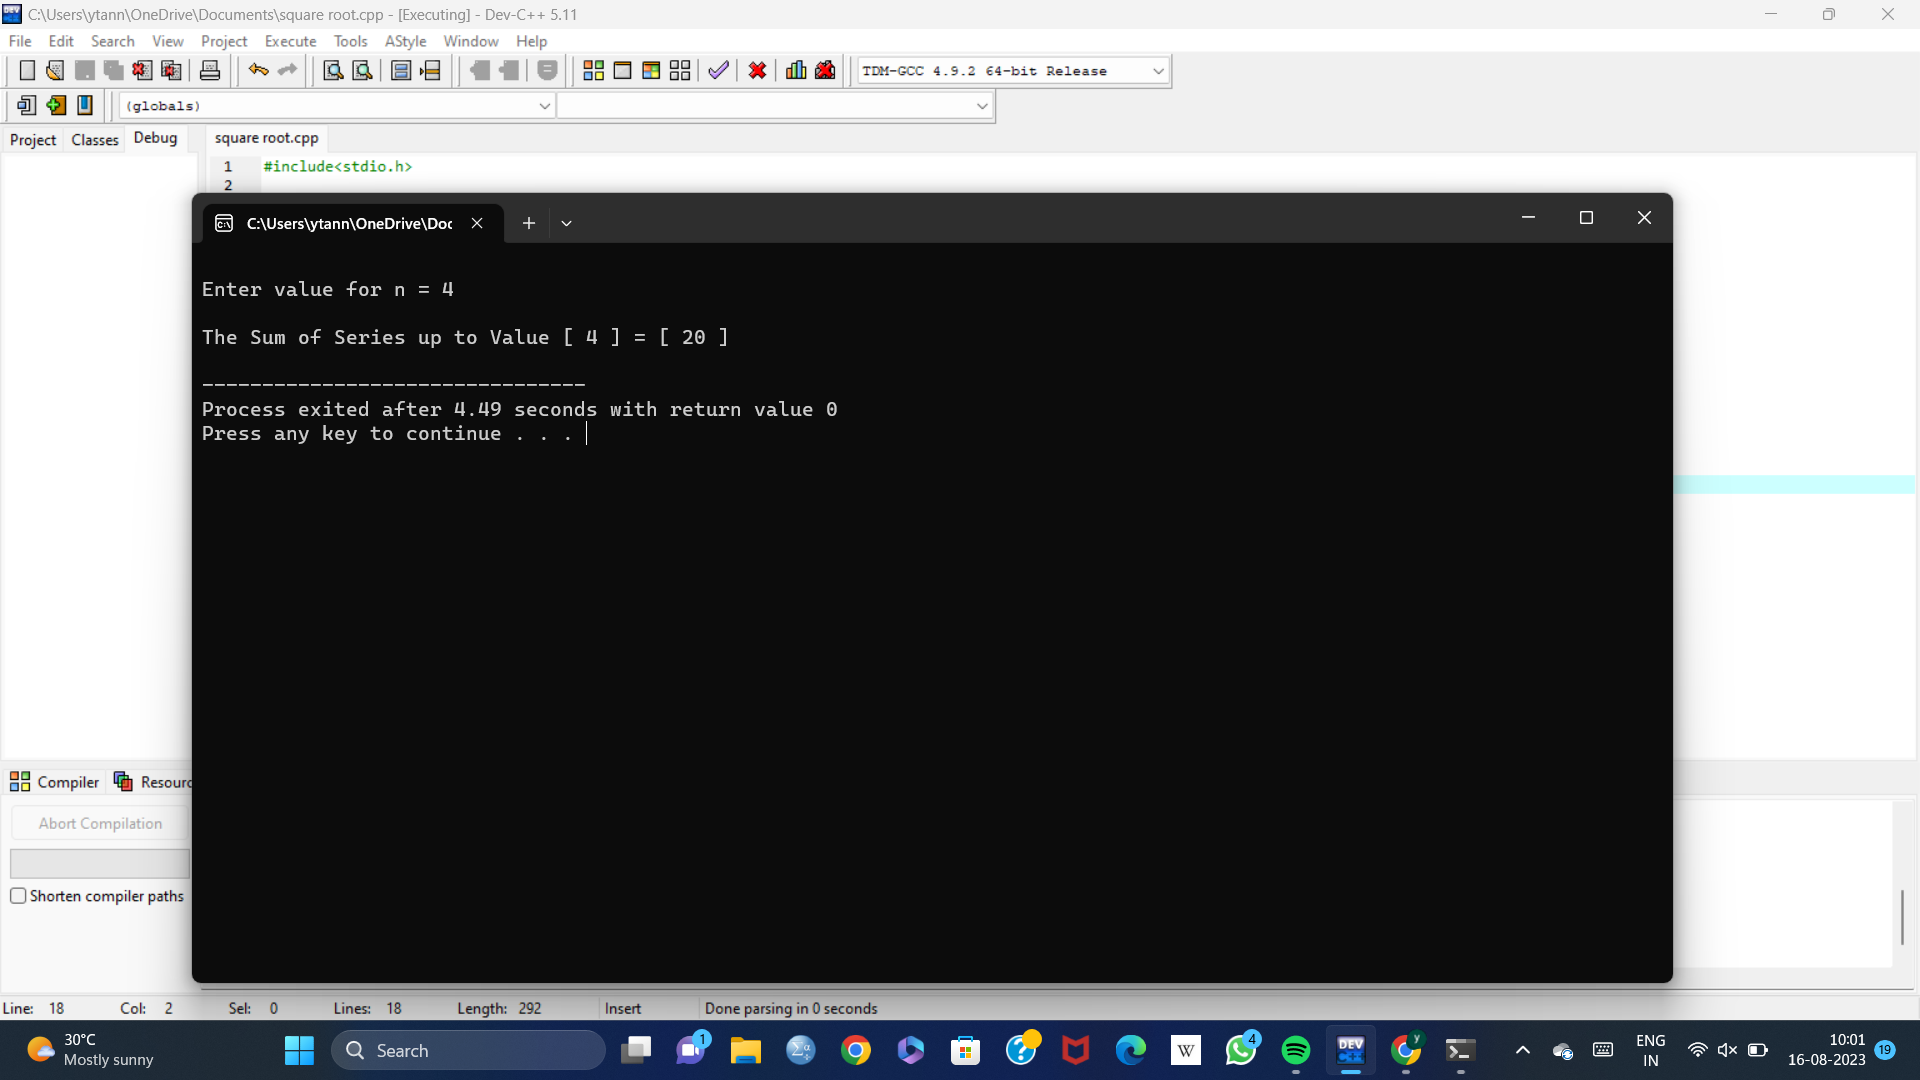 C:\Users\ytann\OneDrive\Documents\square root.cpp - [Executing] - Dev-C++ 5.11
File Edit Search View Project Execute Tools AStyle Window Help
TDM-GCC 4.9.2 64-bit Release
(globals)
Project Classes Debug square root.cpp
1 #include<stdio.h>
2
C:\Users\ytann\OneDrive\Doc
Enter value for n = 4
The Sum of Series up to Value [ 4 ] = [ 20 ]
--------------------------------
Process exited after 4.49 seconds with return value 0
Press any key to continue . . .
Compiler Resourc
Abort Compilation
Shorten compiler paths
Line: 18 Col: 2 Sel: 0 Lines: 18 Length: 292 Insert Done parsing in 0 seconds
30°C
Mostly sunny
Search
1
W
4
DEV
y
ENG
IN
10:01
16-08-2023
19